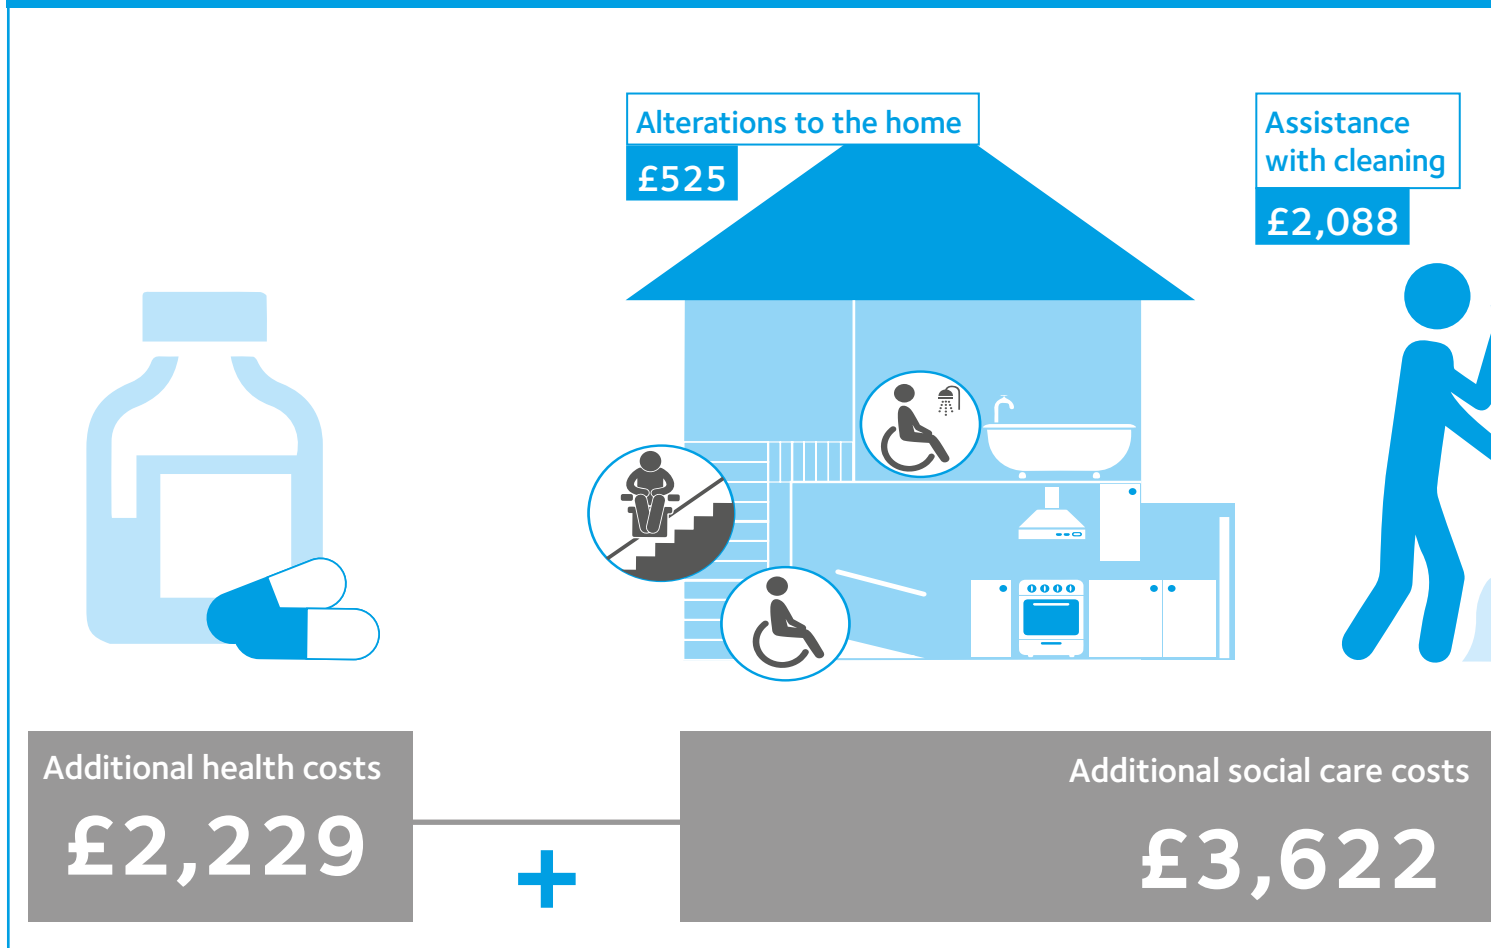 Alterations to the home
£525
Assistance
with cleaning
£2,088
Additional health costs
£2,229
+
Additional social care costs
£3,622